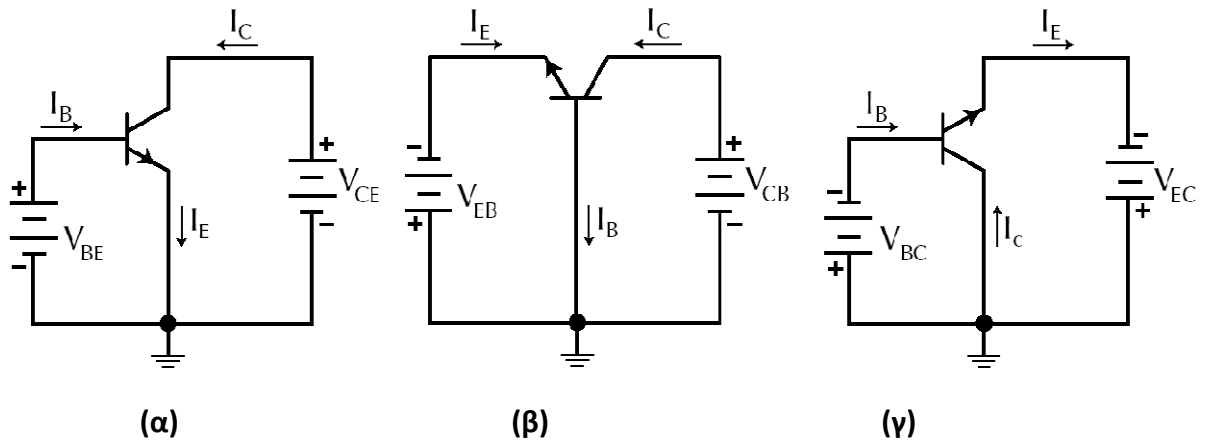 I_C
I_B
+
V_BE
-
I_E
+
V_CE
-
I_E
I_C
-
V_EB
+
I_B
+
V_CB
-
I_E
I_B
-
V_BC
+
I_C
-
V_EC
+
(α)
(β)
(γ)